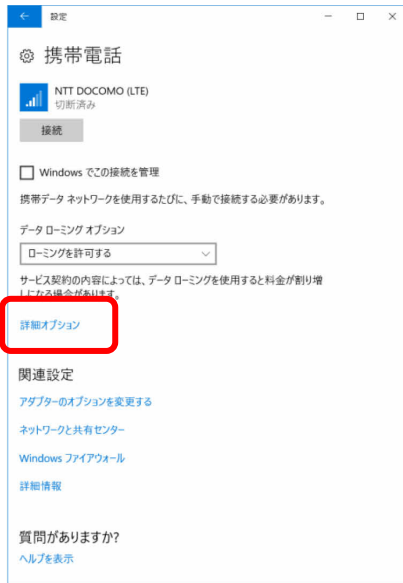 設定
携帯電話
NTT DOCOMO (LTE)
切断済み
接続
Windows でこの接続を管理
携帯データ ネットワークを使用するたびに、手動で接続する必要があります。
データ ローミング オプション
ローミングを許可する
サービス契約の内容によっては、データ ローミングを使用すると料金が割り増
しになる場合があります。
詳細オプション
関連設定
アダプターのオプションを変更する
ネットワークと共有センター
Windows ファイアウォール
詳細情報
質問がありますか?
ヘルプを表示